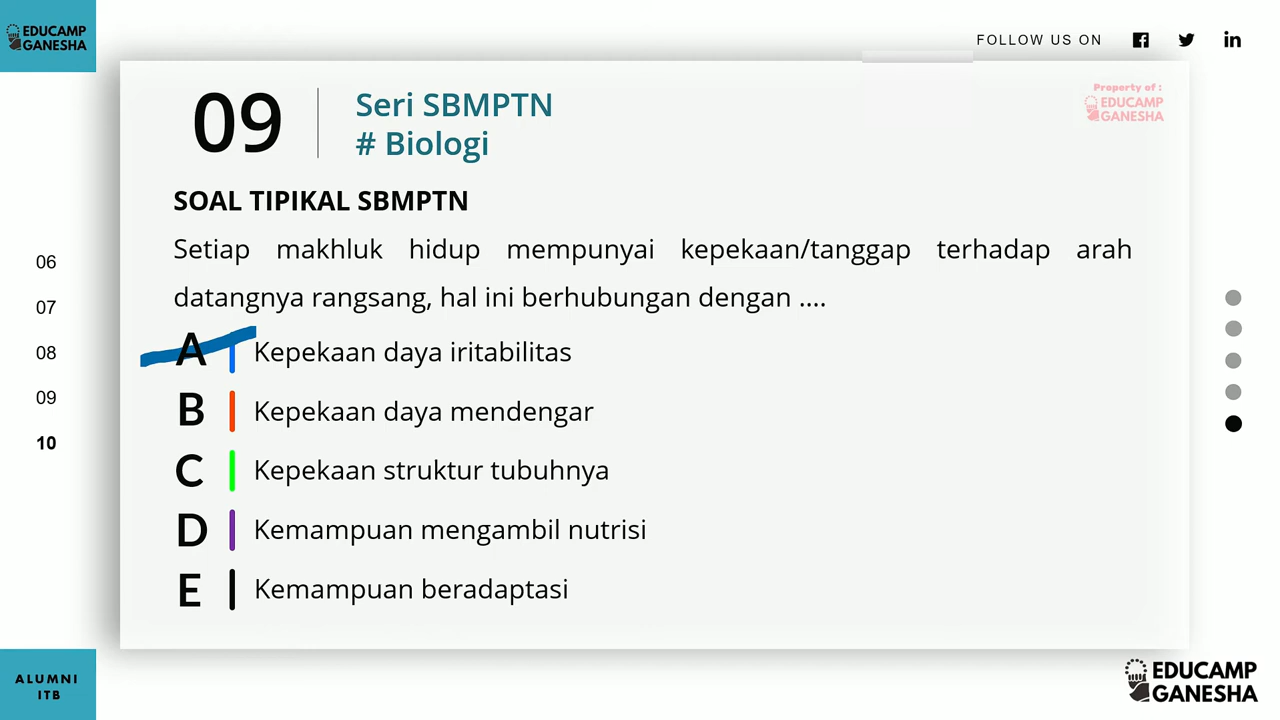 EDUCAMP
GANESHA
FOLLOW US ON
Property of :
EDUCAMP
GANESHA
09
Seri SBMPTN
# Biologi
SOAL TIPIKAL SBMPTN
Setiap makhluk hidup mempunyai kepekaan/tanggap terhadap arah
datangnya rangsang, hal ini berhubungan dengan ....
A Kepekaan daya iritabilitas
B Kepekaan daya mendengar
C Kepekaan struktur tubuhnya
D Kemampuan mengambil nutrisi
E Kemampuan beradaptasi
06
07
08
09
10
ALUMNI
ITB
EDUCAMP
GANESHA